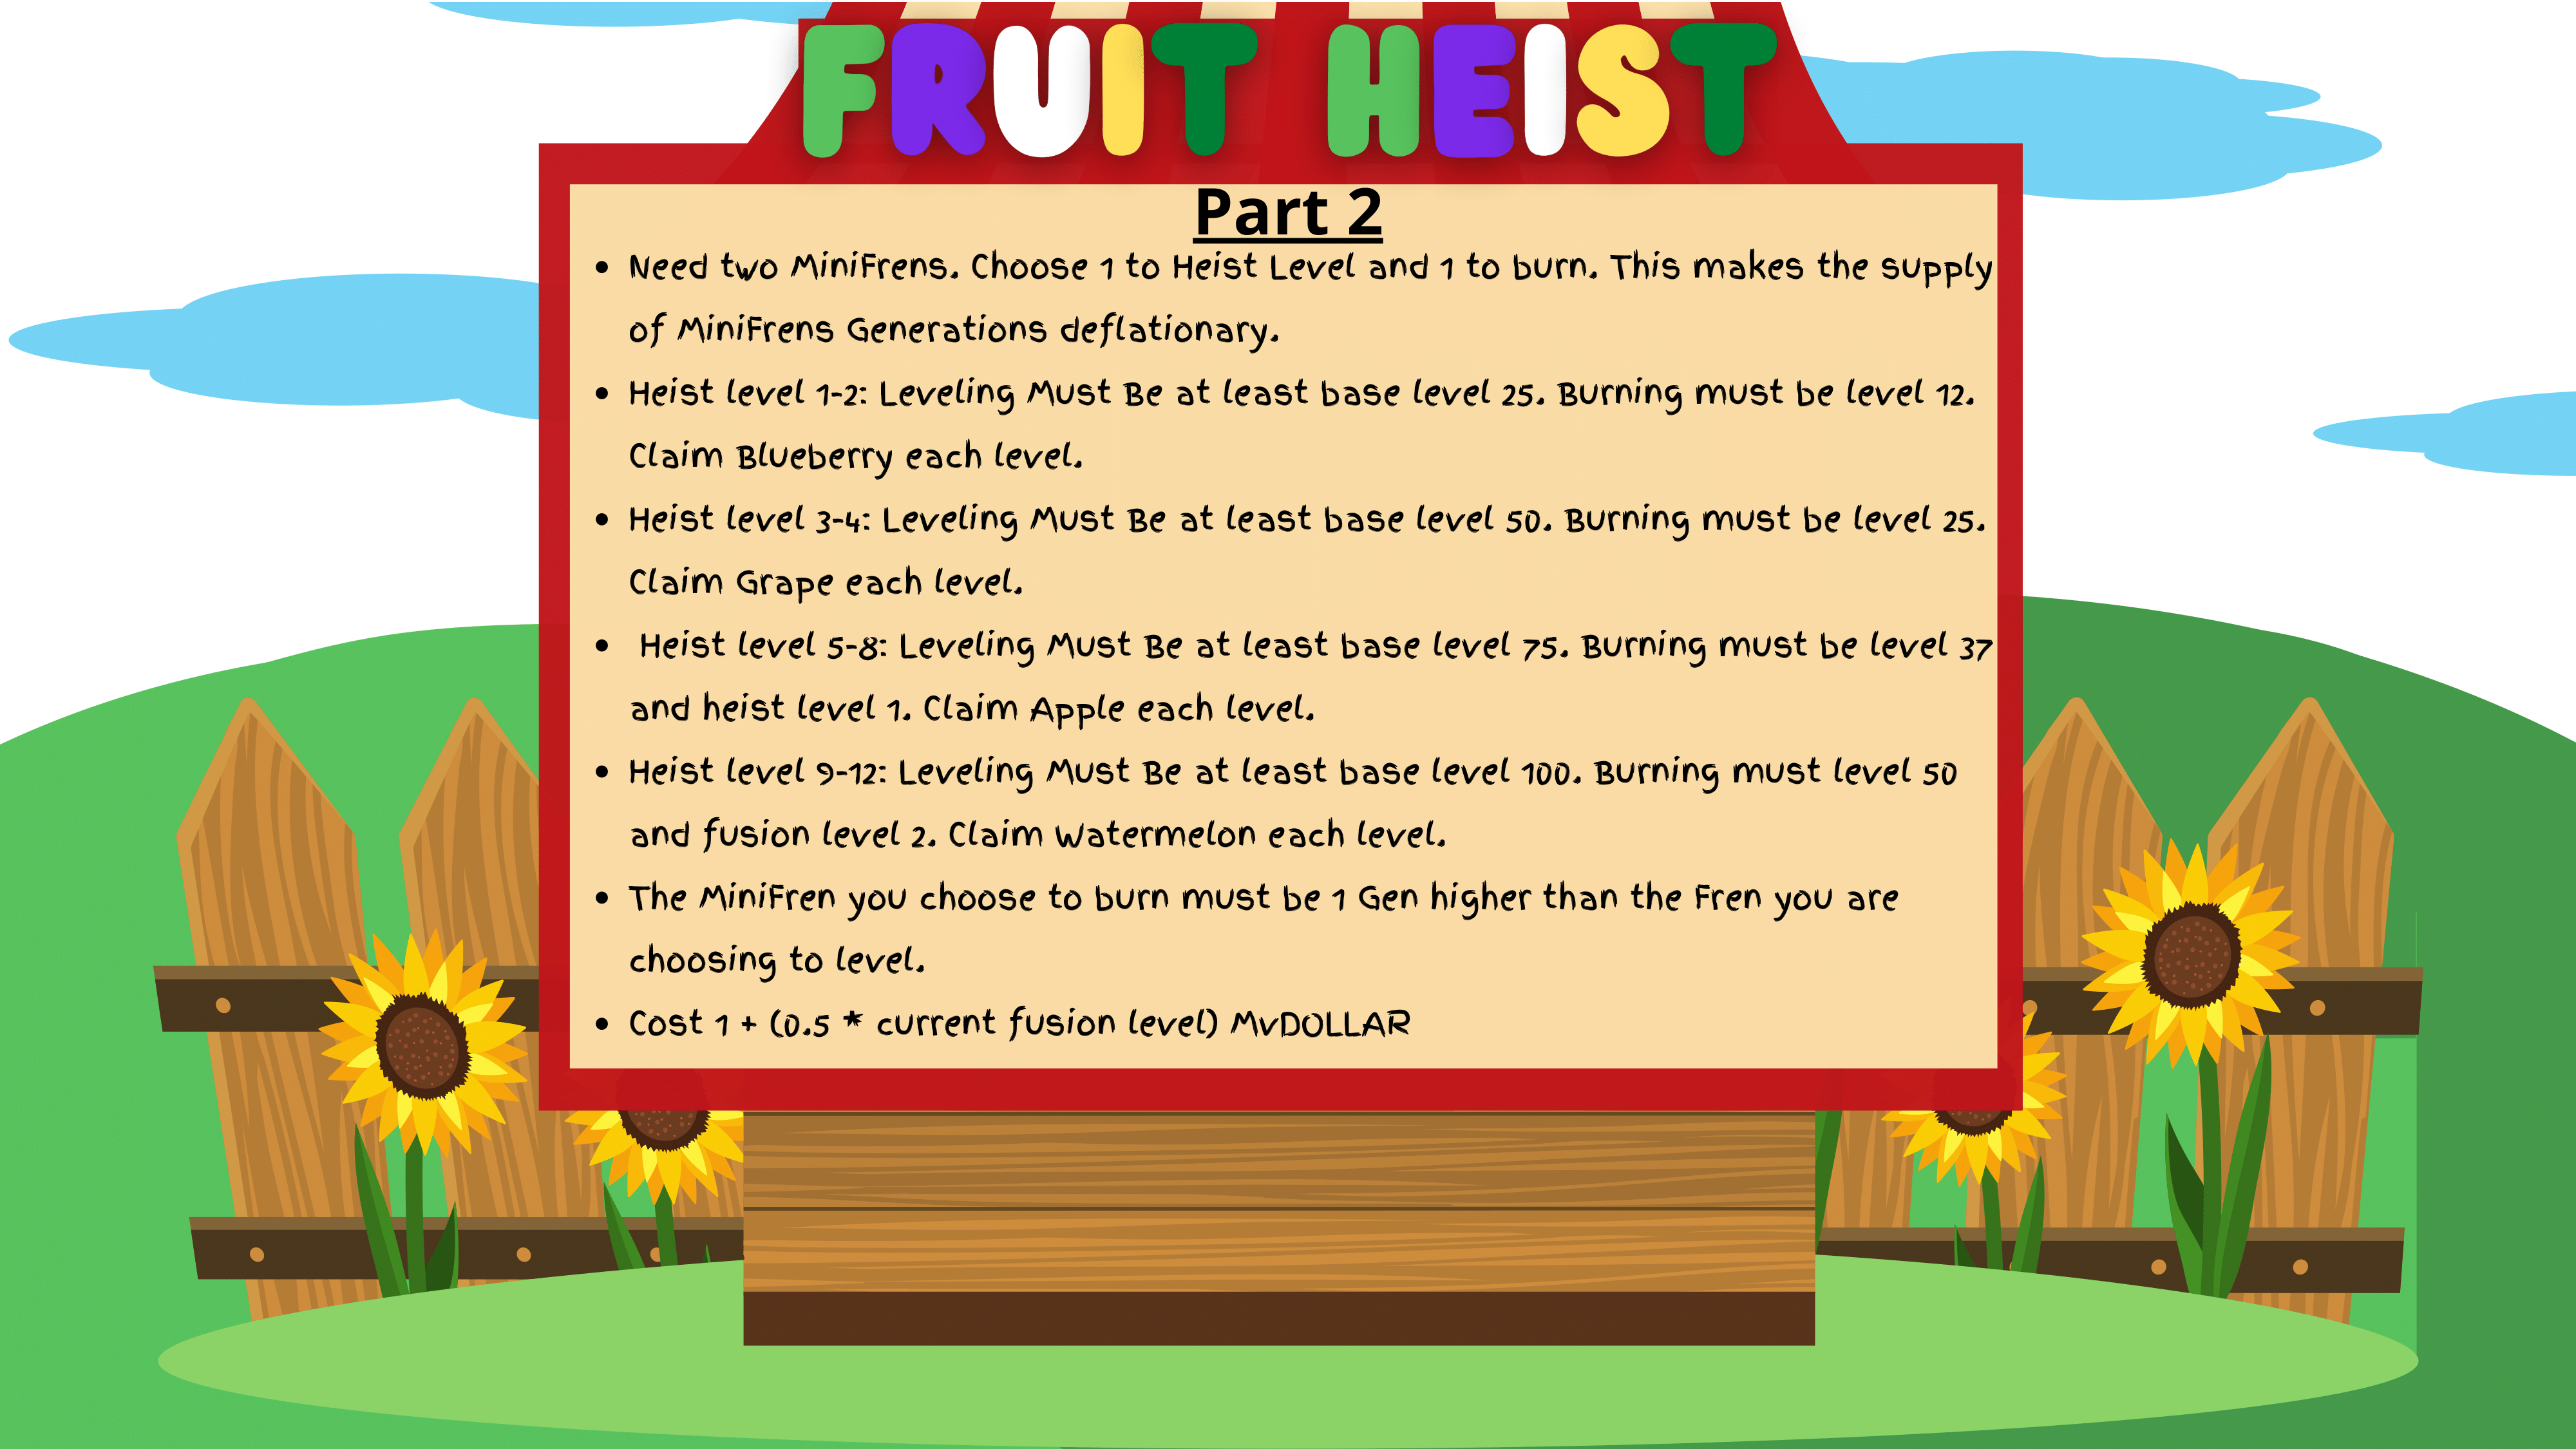 FRUIT HEIST
Part 2
• Need two MiniFrens. Choose 1 to Heist Level and 1 to burn. This makes the supply
of MiniFrens Generations deflationary.
• Heist level 1-2: Leveling Must Be at least base level 25. Burning must be level 12.
Claim Blueberry each level.
• Heist level 3-4: Leveling Must Be at least base level 50. Burning must be level 25.
Claim Grape each level.
• Heist level 5-8: Leveling Must Be at least base level 75. Burning must be level 37
and heist level 1. Claim Apple each level.
• Heist level 9-12: Leveling Must Be at least base level 100. Burning must level 50
and fusion level 2. Claim Watermelon each level.
• The MiniFren you choose to burn must be 1 Gen higher than the Fren you are
choosing to level.
• Cost 1 + (0.5 * current fusion level) MvDOLLAR